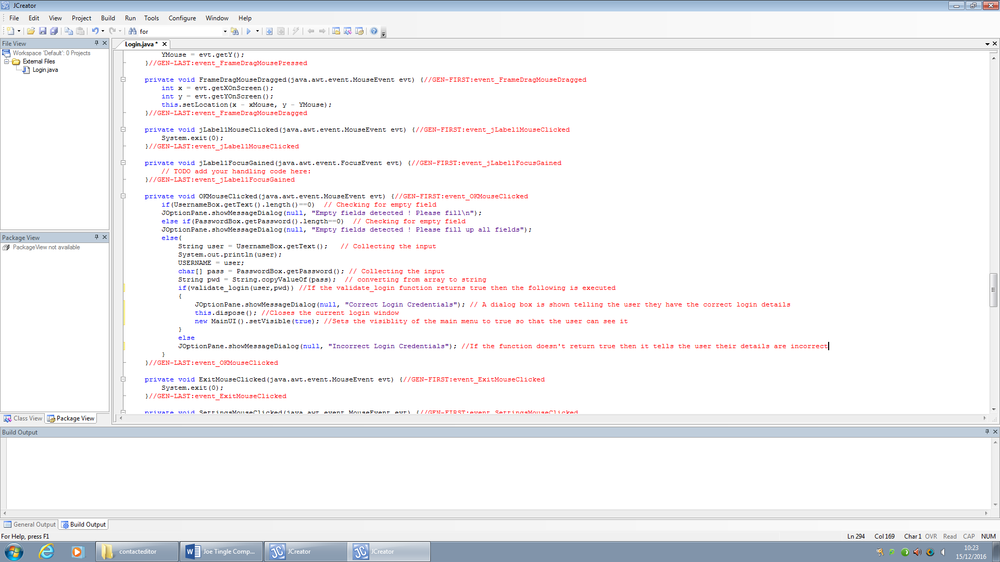 JCreator
File Edit View Project Build Run Tools Configure Window Help
for
File View
Workspace 'Default': 0 Projects
External Files
Login.java
Package View
PackageView not available
Class View Package View
Login.java *
YMouse = evt.getY();
}//GEN-LAST:event_FrameDragMousePressed
private void FrameDragMouseDragged(java.awt.event.MouseEvent evt) {//GEN-FIRST:event_FrameDragMouseDragged
int x = evt.getXOnScreen();
int y = evt.getYOnScreen();
this.setLocation(x - xMouse, y - YMouse);
}//GEN-LAST:event_FrameDragMouseDragged
private void jLabel1MouseClicked(java.awt.event.MouseEvent evt) {//GEN-FIRST:event_jLabel1MouseClicked
System.exit(0);
}//GEN-LAST:event_jLabel1MouseClicked
private void jLabel1FocusGained(java.awt.event.FocusEvent evt) {//GEN-FIRST:event_jLabel1FocusGained
// TODO add your handling code here:
}//GEN-LAST:event_jLabel1FocusGained
private void OKMouseClicked(java.awt.event.MouseEvent evt) {//GEN-FIRST:event_OKMouseClicked
if(UsernameBox.getText().length()==0) // Checking for empty field
JOptionPane.showMessageDialog(null, "Empty fields detected ! Please fill\n");
else if(PasswordBox.getPassword().length==0) // Checking for empty field
JOptionPane.showMessageDialog(null, "Empty fields detected ! Please fill up all fields");
else{
String user = UsernameBox.getText(); // Collecting the input
System.out.println(user);
USERNAME = user;
char[] pass = PasswordBox.getPassword(); // Collecting the input
String pwd = String.copyValueOf(pass); // converting from array to string
if(validate_login(user,pwd)) //If the validate_login function returns true then the following is executed
{
JOptionPane.showMessageDialog(null, "Correct Login Credentials"); // A dialog box is shown telling the user they have the correct login details
this.dispose(); //Closes the current login window
new MainUI().setVisible(true); //Sets the visiblity of the main menu to true so that the user can see it
}
else
JOptionPane.showMessageDialog(null, "Incorrect Login Credentials"); //If the function doesn't return true then it tells the user their details are incorrect
}
}//GEN-LAST:event_OKMouseClicked
private void ExitMouseClicked(java.awt.event.MouseEvent evt) {//GEN-FIRST:event_ExitMouseClicked
System.exit(0);
}//GEN-LAST:event_ExitMouseClicked
private void SettingsMouseClicked(java.awt.event.MouseEvent evt) {//GEN-FIRST:event_SettingsMouseClicked
Build Output
General Output Build Output
For Help, press F1
Ln 294 Col 169 Char 1 OVR Read CAP NUM
contacteditor
Joe Tingle Comp...
JCreator
JCreator
10:23
15/12/2016